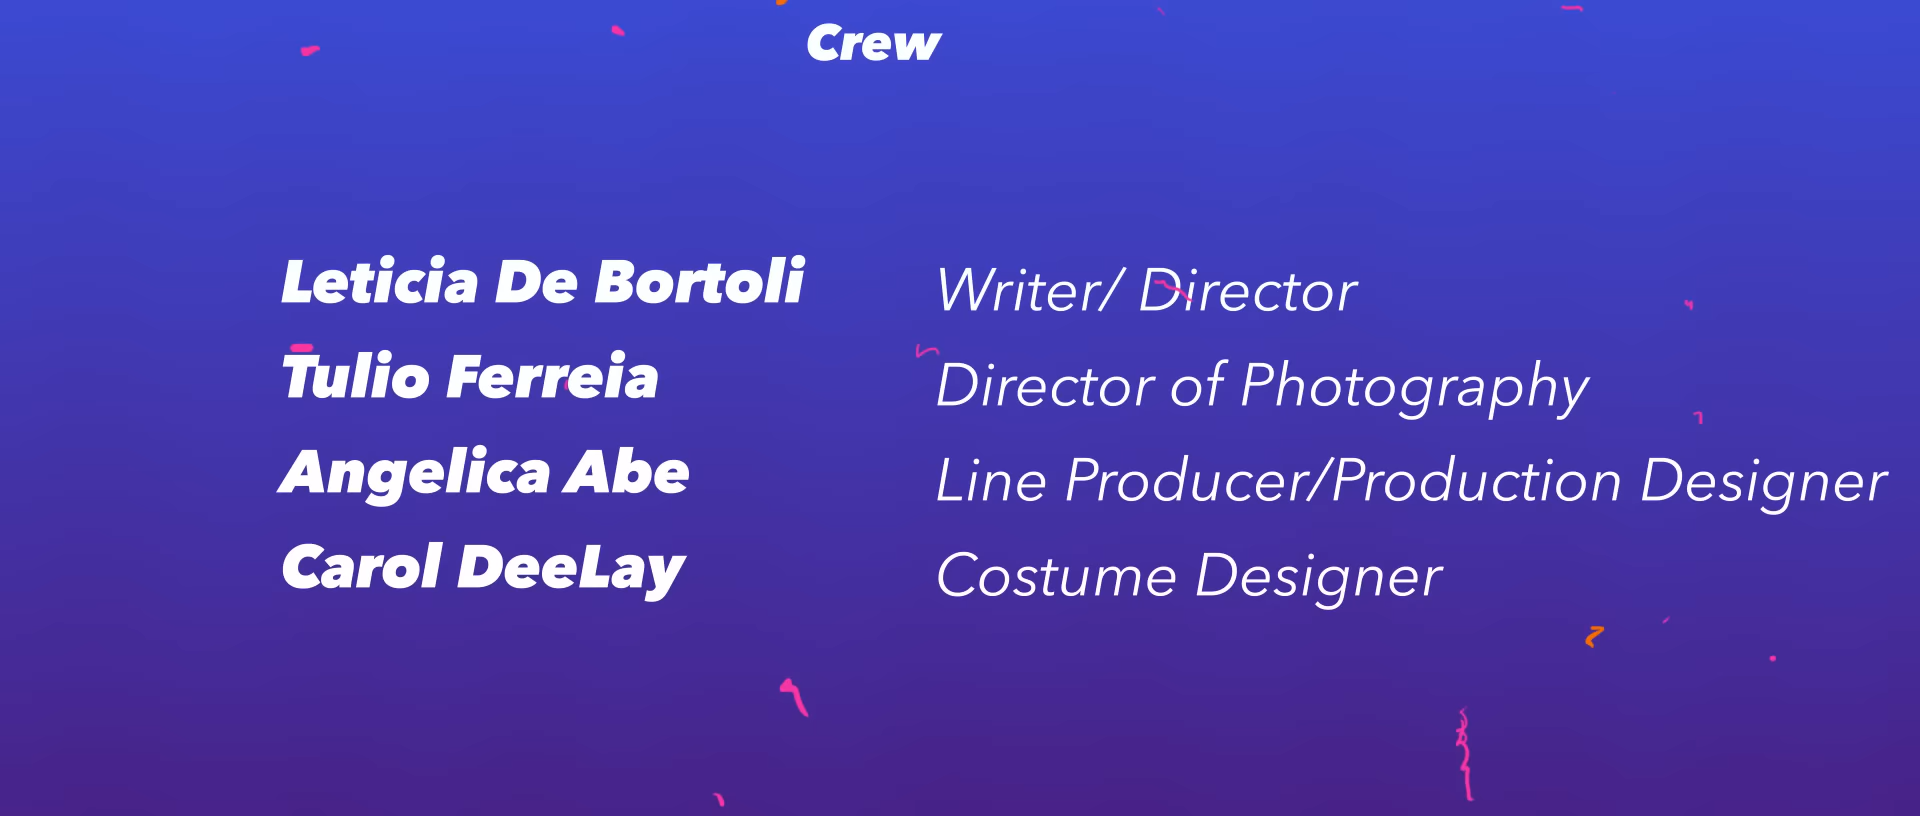 Crew
Leticia De Bortoli Writer/ Director
Tulio Ferreia Director of Photography
Angelica Abe Line Producer/Production Designer
Carol DeeLay Costume Designer